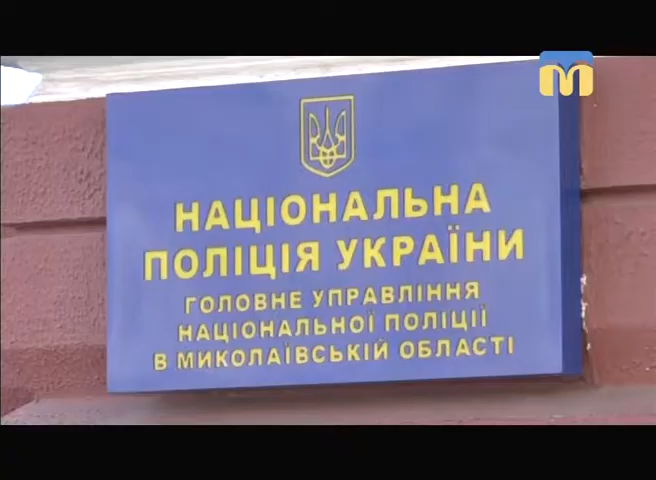 НАЦІОНАЛЬНА
ПОЛІЦІЯ УКРАЇНИ
ГОЛОВНЕ УПРАВЛІННЯ
НАЦІОНАЛЬНОЇ ПОЛІЦІЇ
В МИКОЛАЇВСЬКІЙ ОБЛАСТІ